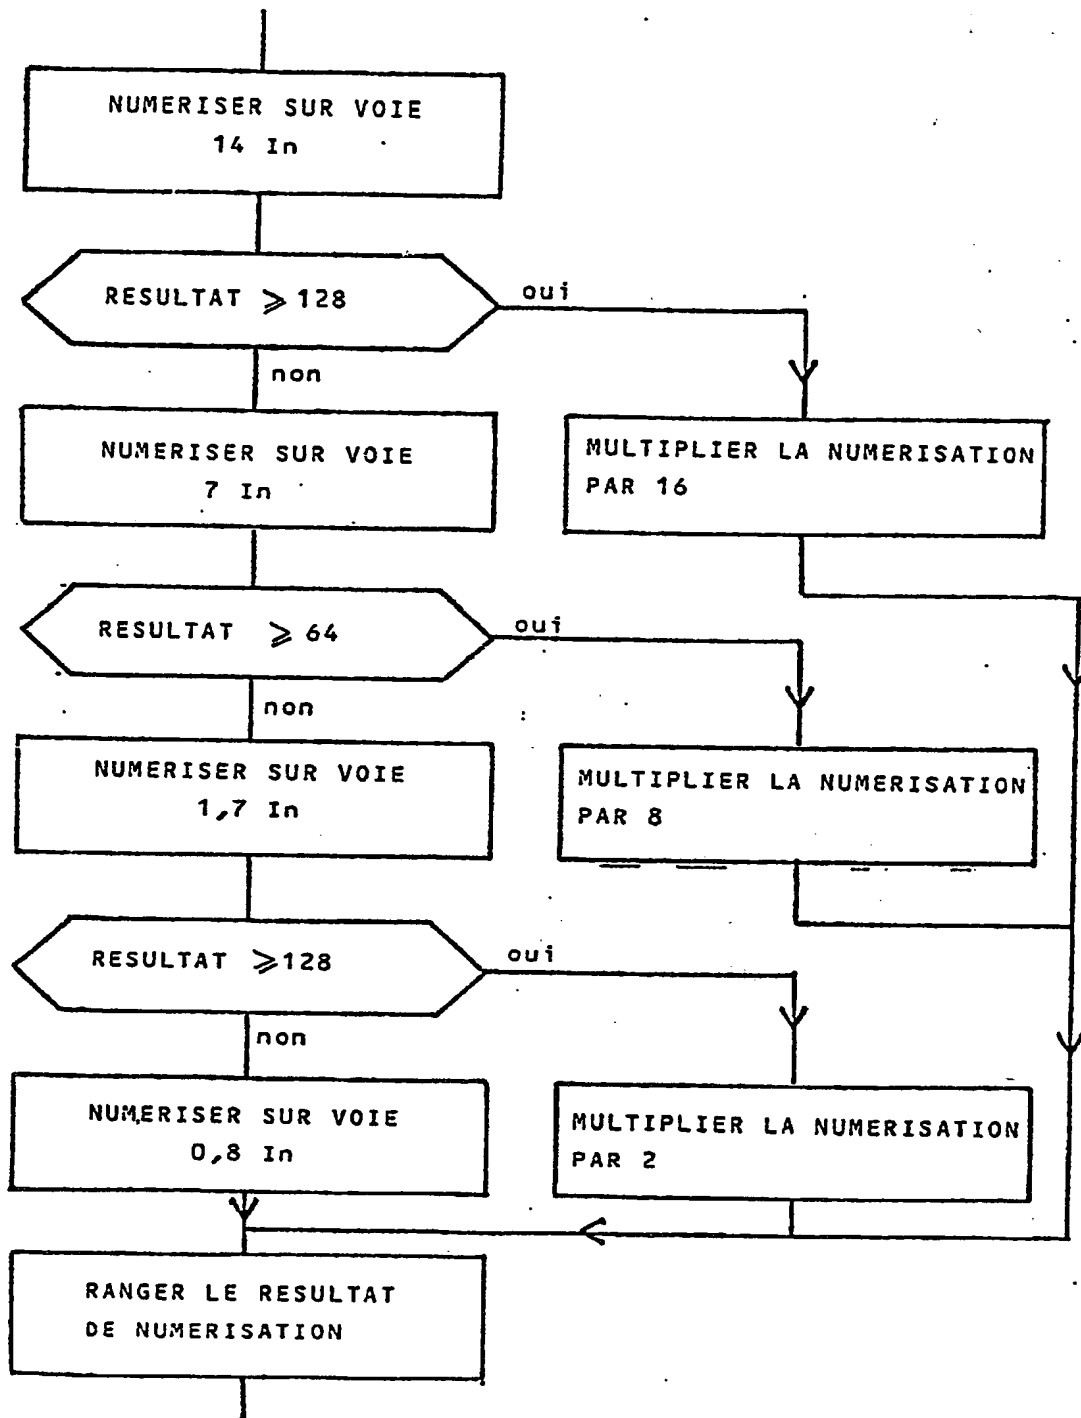 NUMERISER SUR VOIE
14 In
RESULTAT ⩾ 128
oui
non
NUMERISER SUR VOIE
7 In
MULTIPLIER LA NUMERISATION
PAR 16
RESULTAT ⩾ 64
oui
non
NUMERISER SUR VOIE
1,7 In
MULTIPLIER LA NUMERISATION
PAR 8
RESULTAT ⩾128
oui
non
NUMERISER SUR VOIE
0,8 In
MULTIPLIER LA NUMERISATION
PAR 2
RANGER LE RESULTAT
DE NUMERISATION